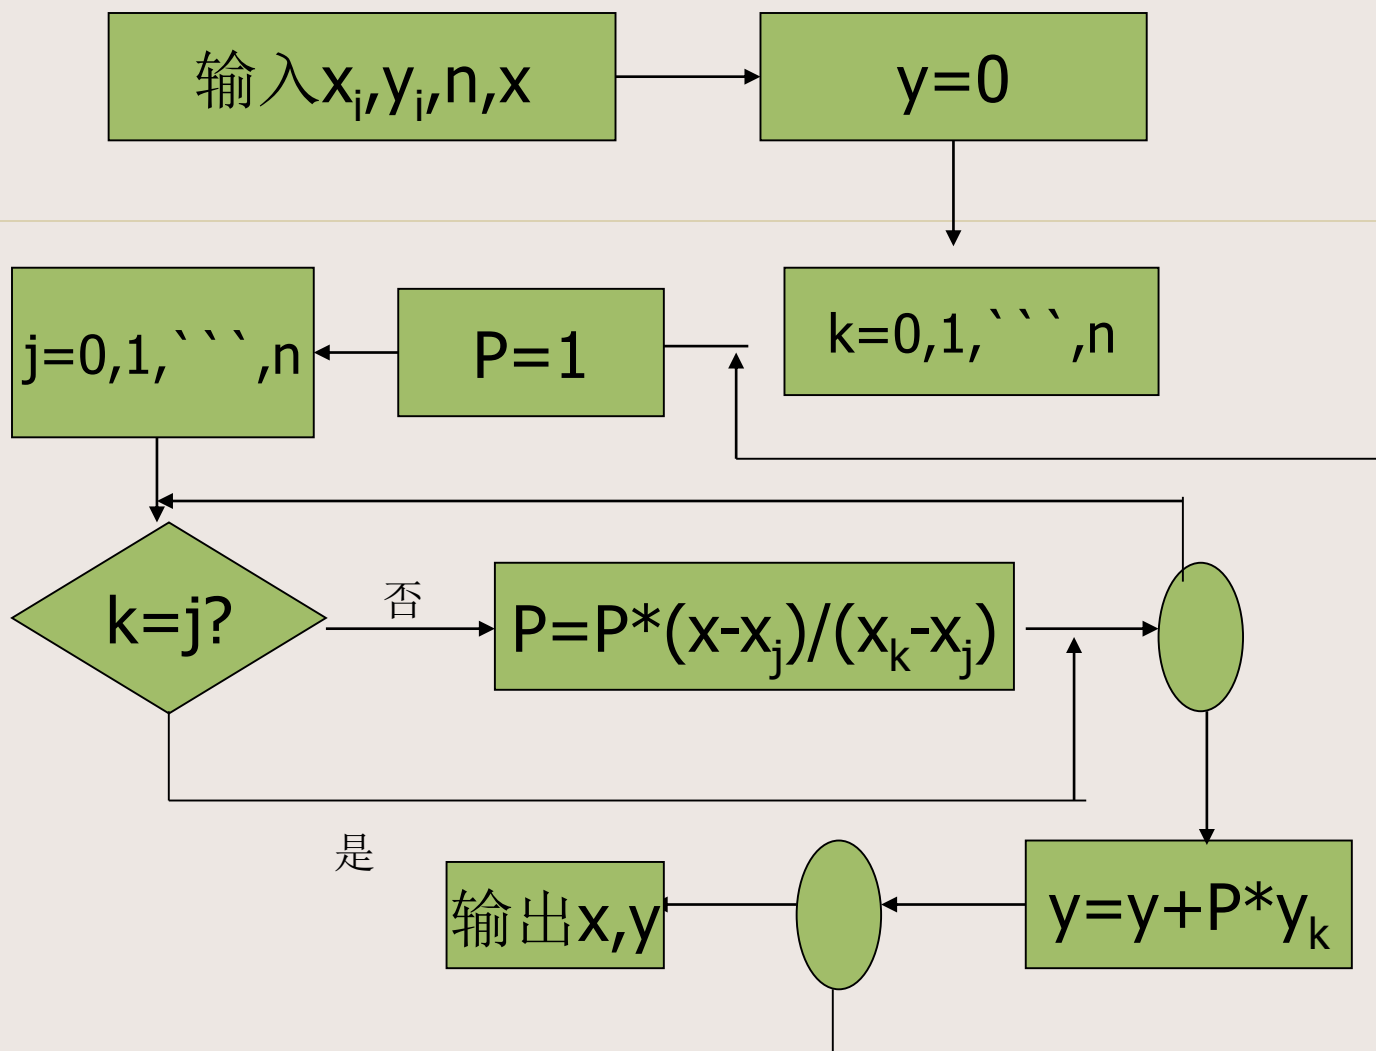 输入xi,yi,n,x
y=0
k=0,1,```,n
P=1
j=0,1,```,n
k=j?
否
P=P*(x-xj)/(xk-xj)
是
y=y+P*yk
输出x,y